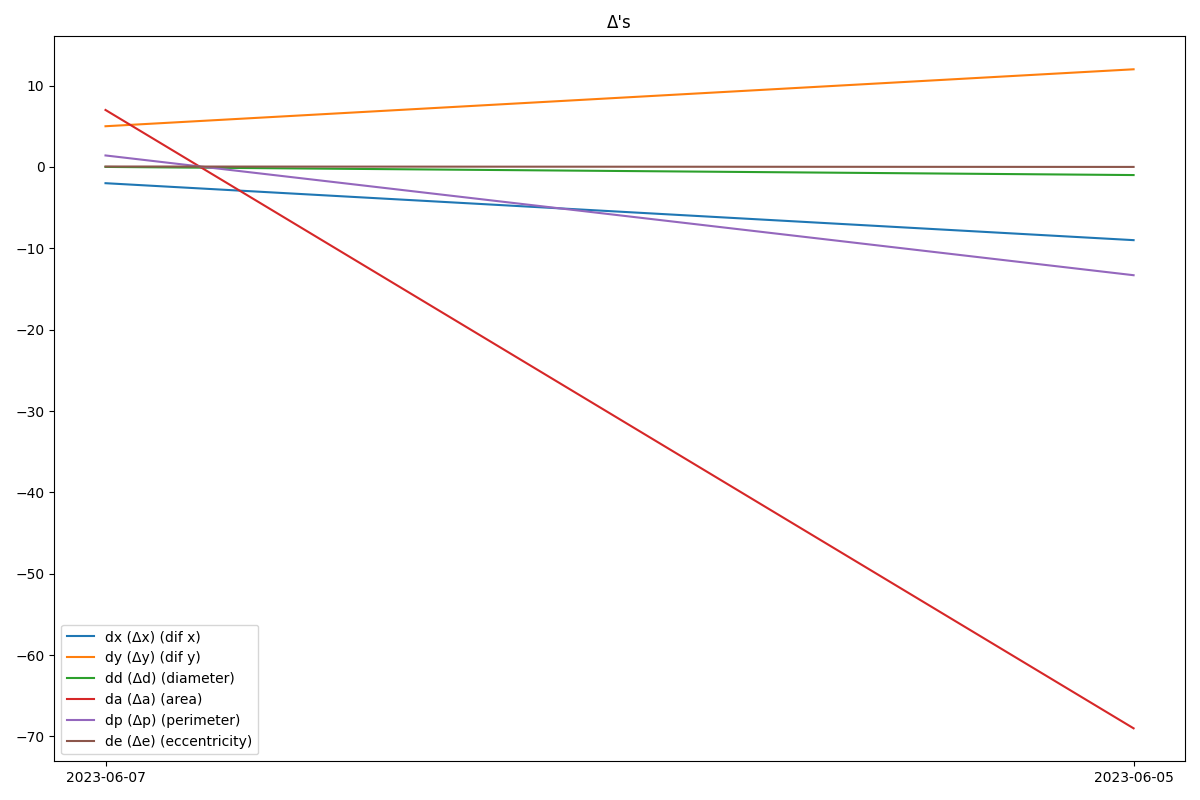 Δ's
10
0
−10
−20
−30
−40
−50
−60
−70
dx (Δx) (dif x)
dy (Δy) (dif y)
dd (Δd) (diameter)
da (Δa) (area)
dp (Δp) (perimeter)
de (Δe) (eccentricity)
2023-06-07 2023-06-05